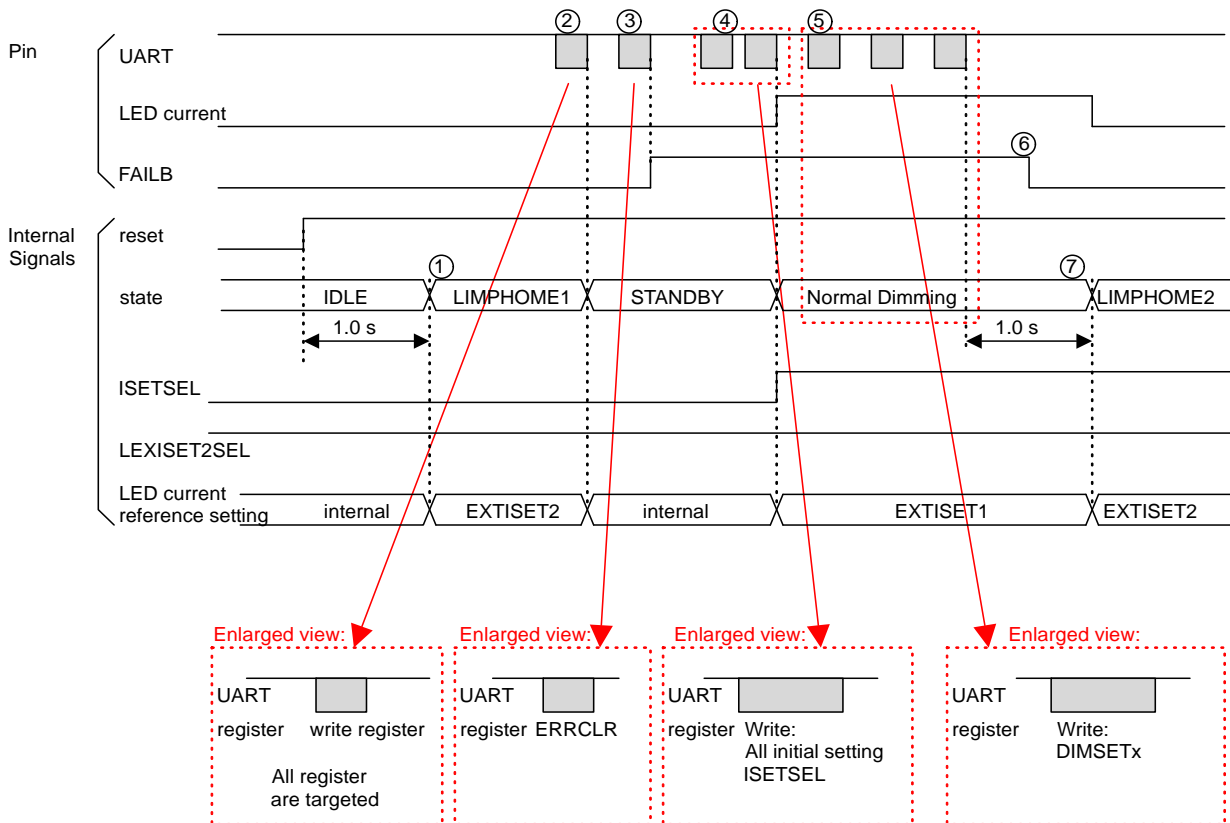 ② ③ ④ ⑤
Pin
UART
LED current
⑥
FAILB
Internal
Signals
reset
① ⑦
state IDLE LIMPHOME1 STANDBY Normal Dimming LIMPHOME2
1.0 s 1.0 s
ISETSEL
LEXISET2SEL
LED current
reference setting internal EXTISET2 internal EXTISET1 EXTISET2
Enlarged view: Enlarged view: Enlarged view: Enlarged view:
UART UART UART UART
register write register register ERRCLR register Write: register Write:
All initial setting DIMSETx
ISETSEL
All register
are targeted